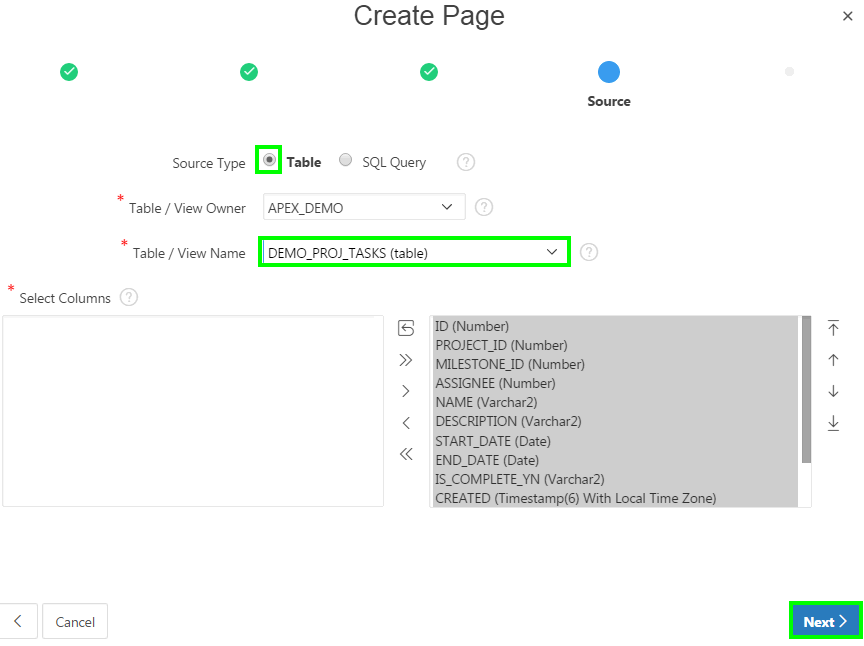 Create Page
Source
Source Type Table SQL Query ?
* Table / View Owner APEX_DEMO ?
* Table / View Name DEMO_PROJ_TASKS (table) ?
* Select Columns ?
ID (Number)
PROJECT_ID (Number)
MILESTONE_ID (Number)
ASSIGNEE (Number)
NAME (Varchar2)
DESCRIPTION (Varchar2)
START_DATE (Date)
END_DATE (Date)
IS_COMPLETE_YN (Varchar2)
CREATED (Timestamp(6) With Local Time Zone)
Cancel Next